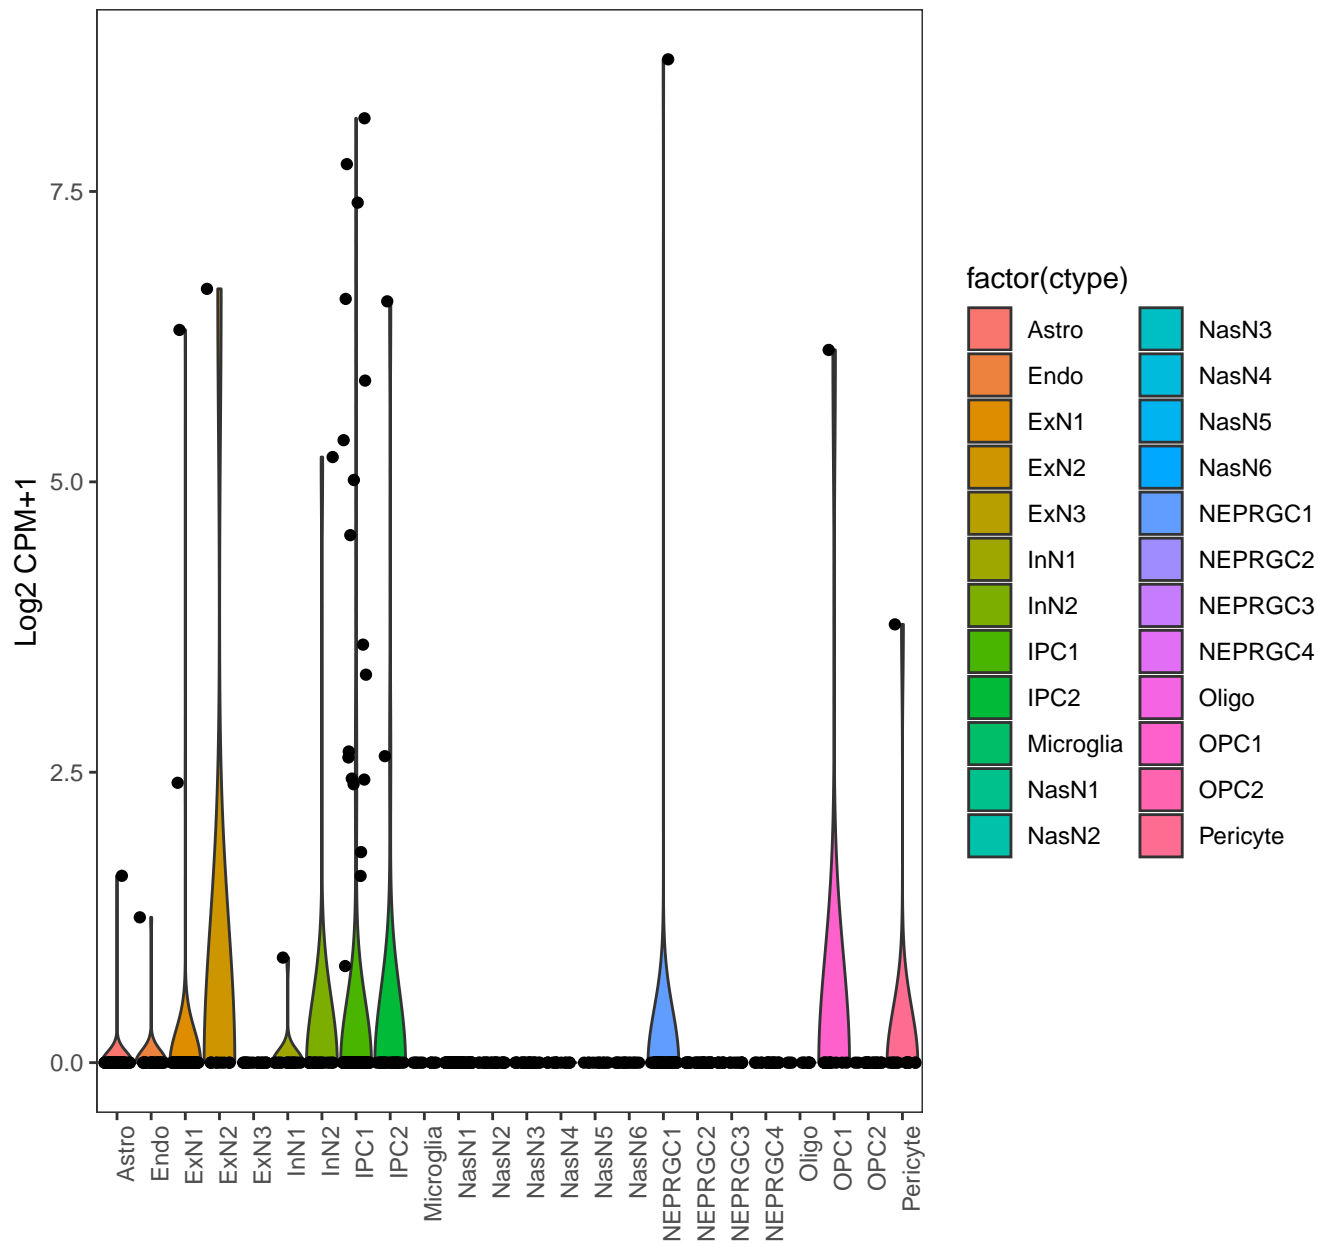 7.5
5.0
2.5
0.0
Log2 CPM+1
Astro
Endo
ExN1
ExN2
ExN3
InN1
InN2
IPC1
IPC2
Microglia
NasN1
NasN2
NasN3
NasN4
NasN5
NasN6
NEPRGC1
NEPRGC2
NEPRGC3
NEPRGC4
Oligo
OPC1
OPC2
Pericyte
factor(ctype)
Astro
Endo
ExN1
ExN2
ExN3
InN1
InN2
IPC1
IPC2
Microglia
NasN1
NasN2
NasN3
NasN4
NasN5
NasN6
NEPRGC1
NEPRGC2
NEPRGC3
NEPRGC4
Oligo
OPC1
OPC2
Pericyte